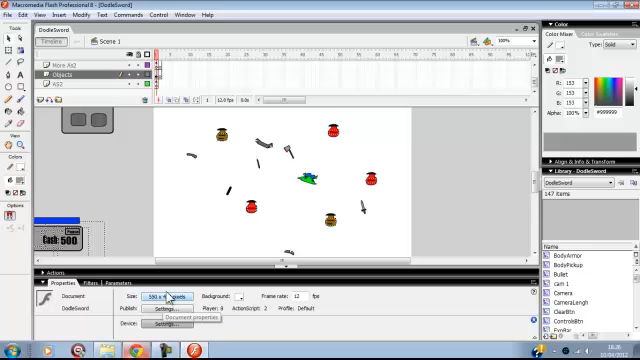 Macromedia Flash Professional 8 - [DodleSword]
File Edit View Insert Modify Text Commands Control Window Help
DodleSword
Timeline Scene 1 100%
More As2
Objects
AS2
1 12.0 fps 0.0s
Cash: 500
Actions
Properties Filters Parameters
Document Size: Background: Frame rate: 12 fps
DodleSword Publish: Settings... Player: 8 ActionScript: 2 Profile: Default
Document properties
Device: Settings...
Color
Color Mixer Color Swatches
Type: Solid
R: 153
G: 153
B: 153
Alpha: 100% #999999
Align & Info & Transform
Library - DodleSword
DodleSword
147 items
Name
BodyArmor
BodyPickup
Bullet
cam 1
Camera
CameraLengh
ClearBtn
ControlsBtn
Tools
View
Colors
Options
10/04/2012